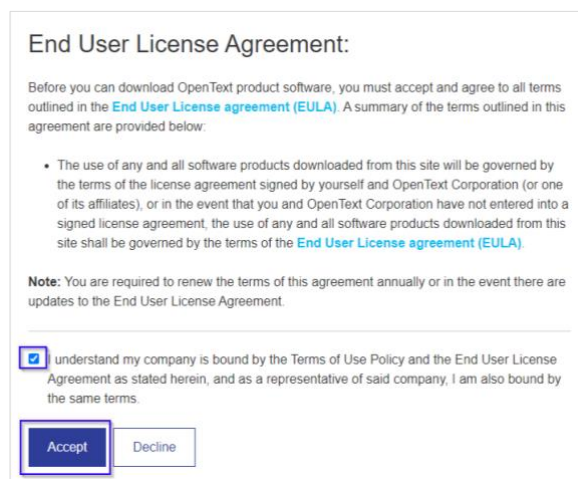 End User License Agreement:
Before you can download OpenText product software, you must accept and agree to all terms
outlined in the End User License agreement (EULA). A summary of the terms outlined in this
agreement are provided below:
• The use of any and all software products downloaded from this site will be governed by
the terms of the license agreement signed by yourself and OpenText Corporation (or one
of its affiliates), or in the event that you and OpenText Corporation have not entered into a
signed license agreement, the use of any and all software products downloaded from this
site shall be governed by the terms of the End User License agreement (EULA).
Note: You are required to renew the terms of this agreement annually or in the event there are
updates to the End User License Agreement.
I understand my company is bound by the Terms of Use Policy and the End User License
Agreement as stated herein, and as a representative of said company, I am also bound by
the same terms.
Accept Decline